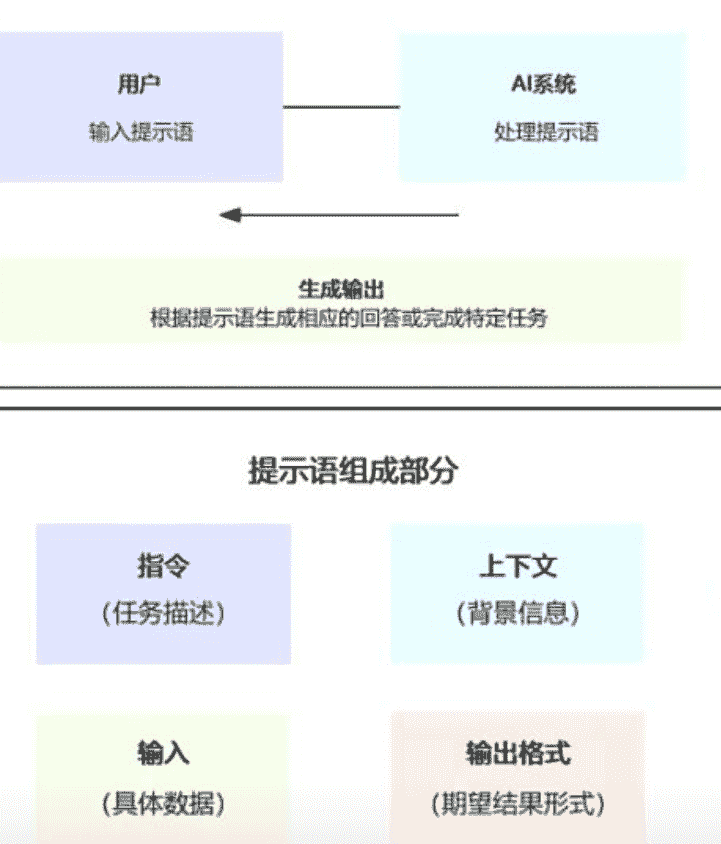 用户
输入提示语
AI系统
处理提示语
生成输出
根据提示语生成相应的回答或完成特定任务
提示语组成部分
指令
(任务描述)
上下文
(背景信息)
输入
(具体数据)
输出格式
(期望结果形式)